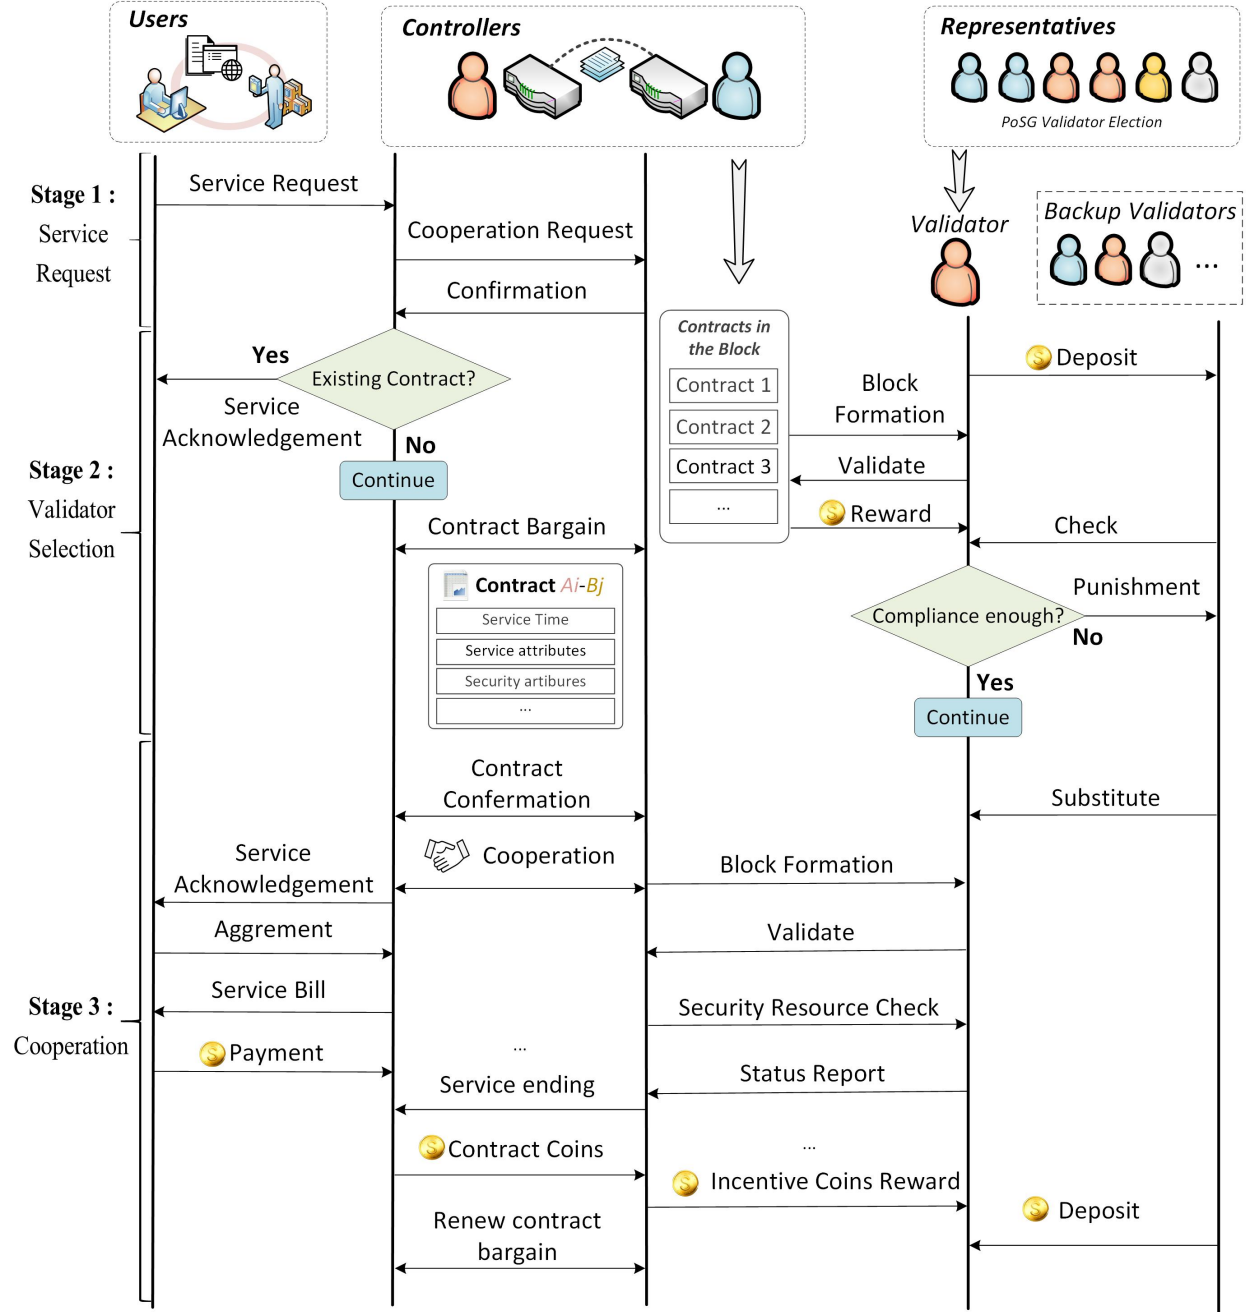 Users
Controllers
Representatives
PoSG Validator Election
Stage 1 :
Service
Request
Service Request
Cooperation Request
Confirmation
Validator
Backup Validators
...
Contracts in
the Block
Contract 1
Contract 2
Contract 3
...
Yes
Existing Contract?
Service
Acknowledgement
No
Continue
Block
Formation
Deposit
Validate
Reward
Check
Stage 2 :
Validator
Selection
Contract Bargain
Contract Ai-Bj
Service Time
Service attributes
Security artibures
...
Compliance enough?
Punishment
No
Yes
Continue
Contract
Confermation
Substitute
Cooperation
Service
Acknowledgement
Block Formation
Aggrement
Validate
Stage 3 :
Cooperation
Service Bill
Security Resource Check
Payment
...
Status Report
Service ending
...
Contract Coins
Incentive Coins Reward
Deposit
Renew contract
bargain
S
S
S
S
S
S